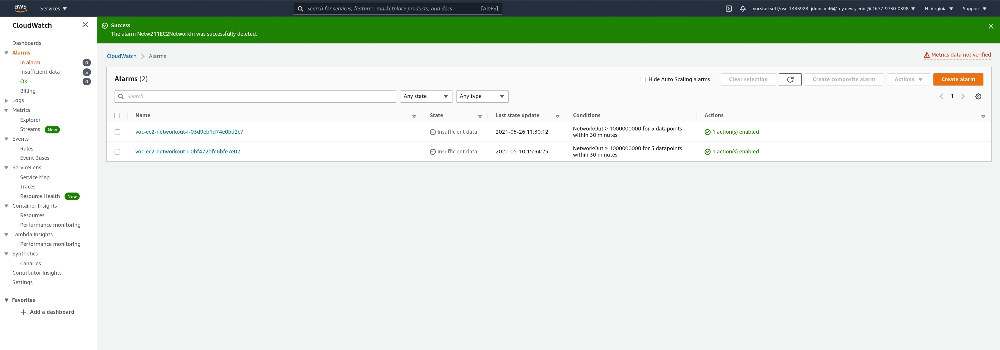 aws
Services
Search for services, features, marketplace products, and docs [Alt+S]
vocstartsoft/user1433928=jduncan46@my.devry.edu @ 1677-9730-0398
N. Virginia
Support
CloudWatch
Dashboards
Alarms
In alarm 0
Insufficient data 3
OK 0
Billing
Logs
Metrics
Explorer
Streams New
Events
Rules
Event Buses
ServiceLens
Service Map
Traces
Resource Health New
Container Insights
Resources
Performance monitoring
Lambda Insights
Performance monitoring
Synthetics
Canaries
Contributor Insights
Settings
Favorites
Add a dashboard
Success
The alarm Netw211EC2NetworkIn was successfully deleted.
CloudWatch Alarms
Metrics data not verified
Alarms (2)
Hide Auto Scaling alarms
Clear selection
Create composite alarm
Actions
Create alarm
Search
Any state
Any type
1
Name State Last state update Conditions Actions
voc-ec2-networkout-i-03d9eb1d74e0bd2c7 Insufficient data 2021-05-26 11:30:12 NetworkOut > 1000000000 for 5 datapoints 1 action(s) enabled
within 30 minutes
voc-ec2-networkout-i-0bf472bfe6bfe7e02 Insufficient data 2021-05-10 15:34:23 NetworkOut > 1000000000 for 5 datapoints 1 action(s) enabled
within 30 minutes